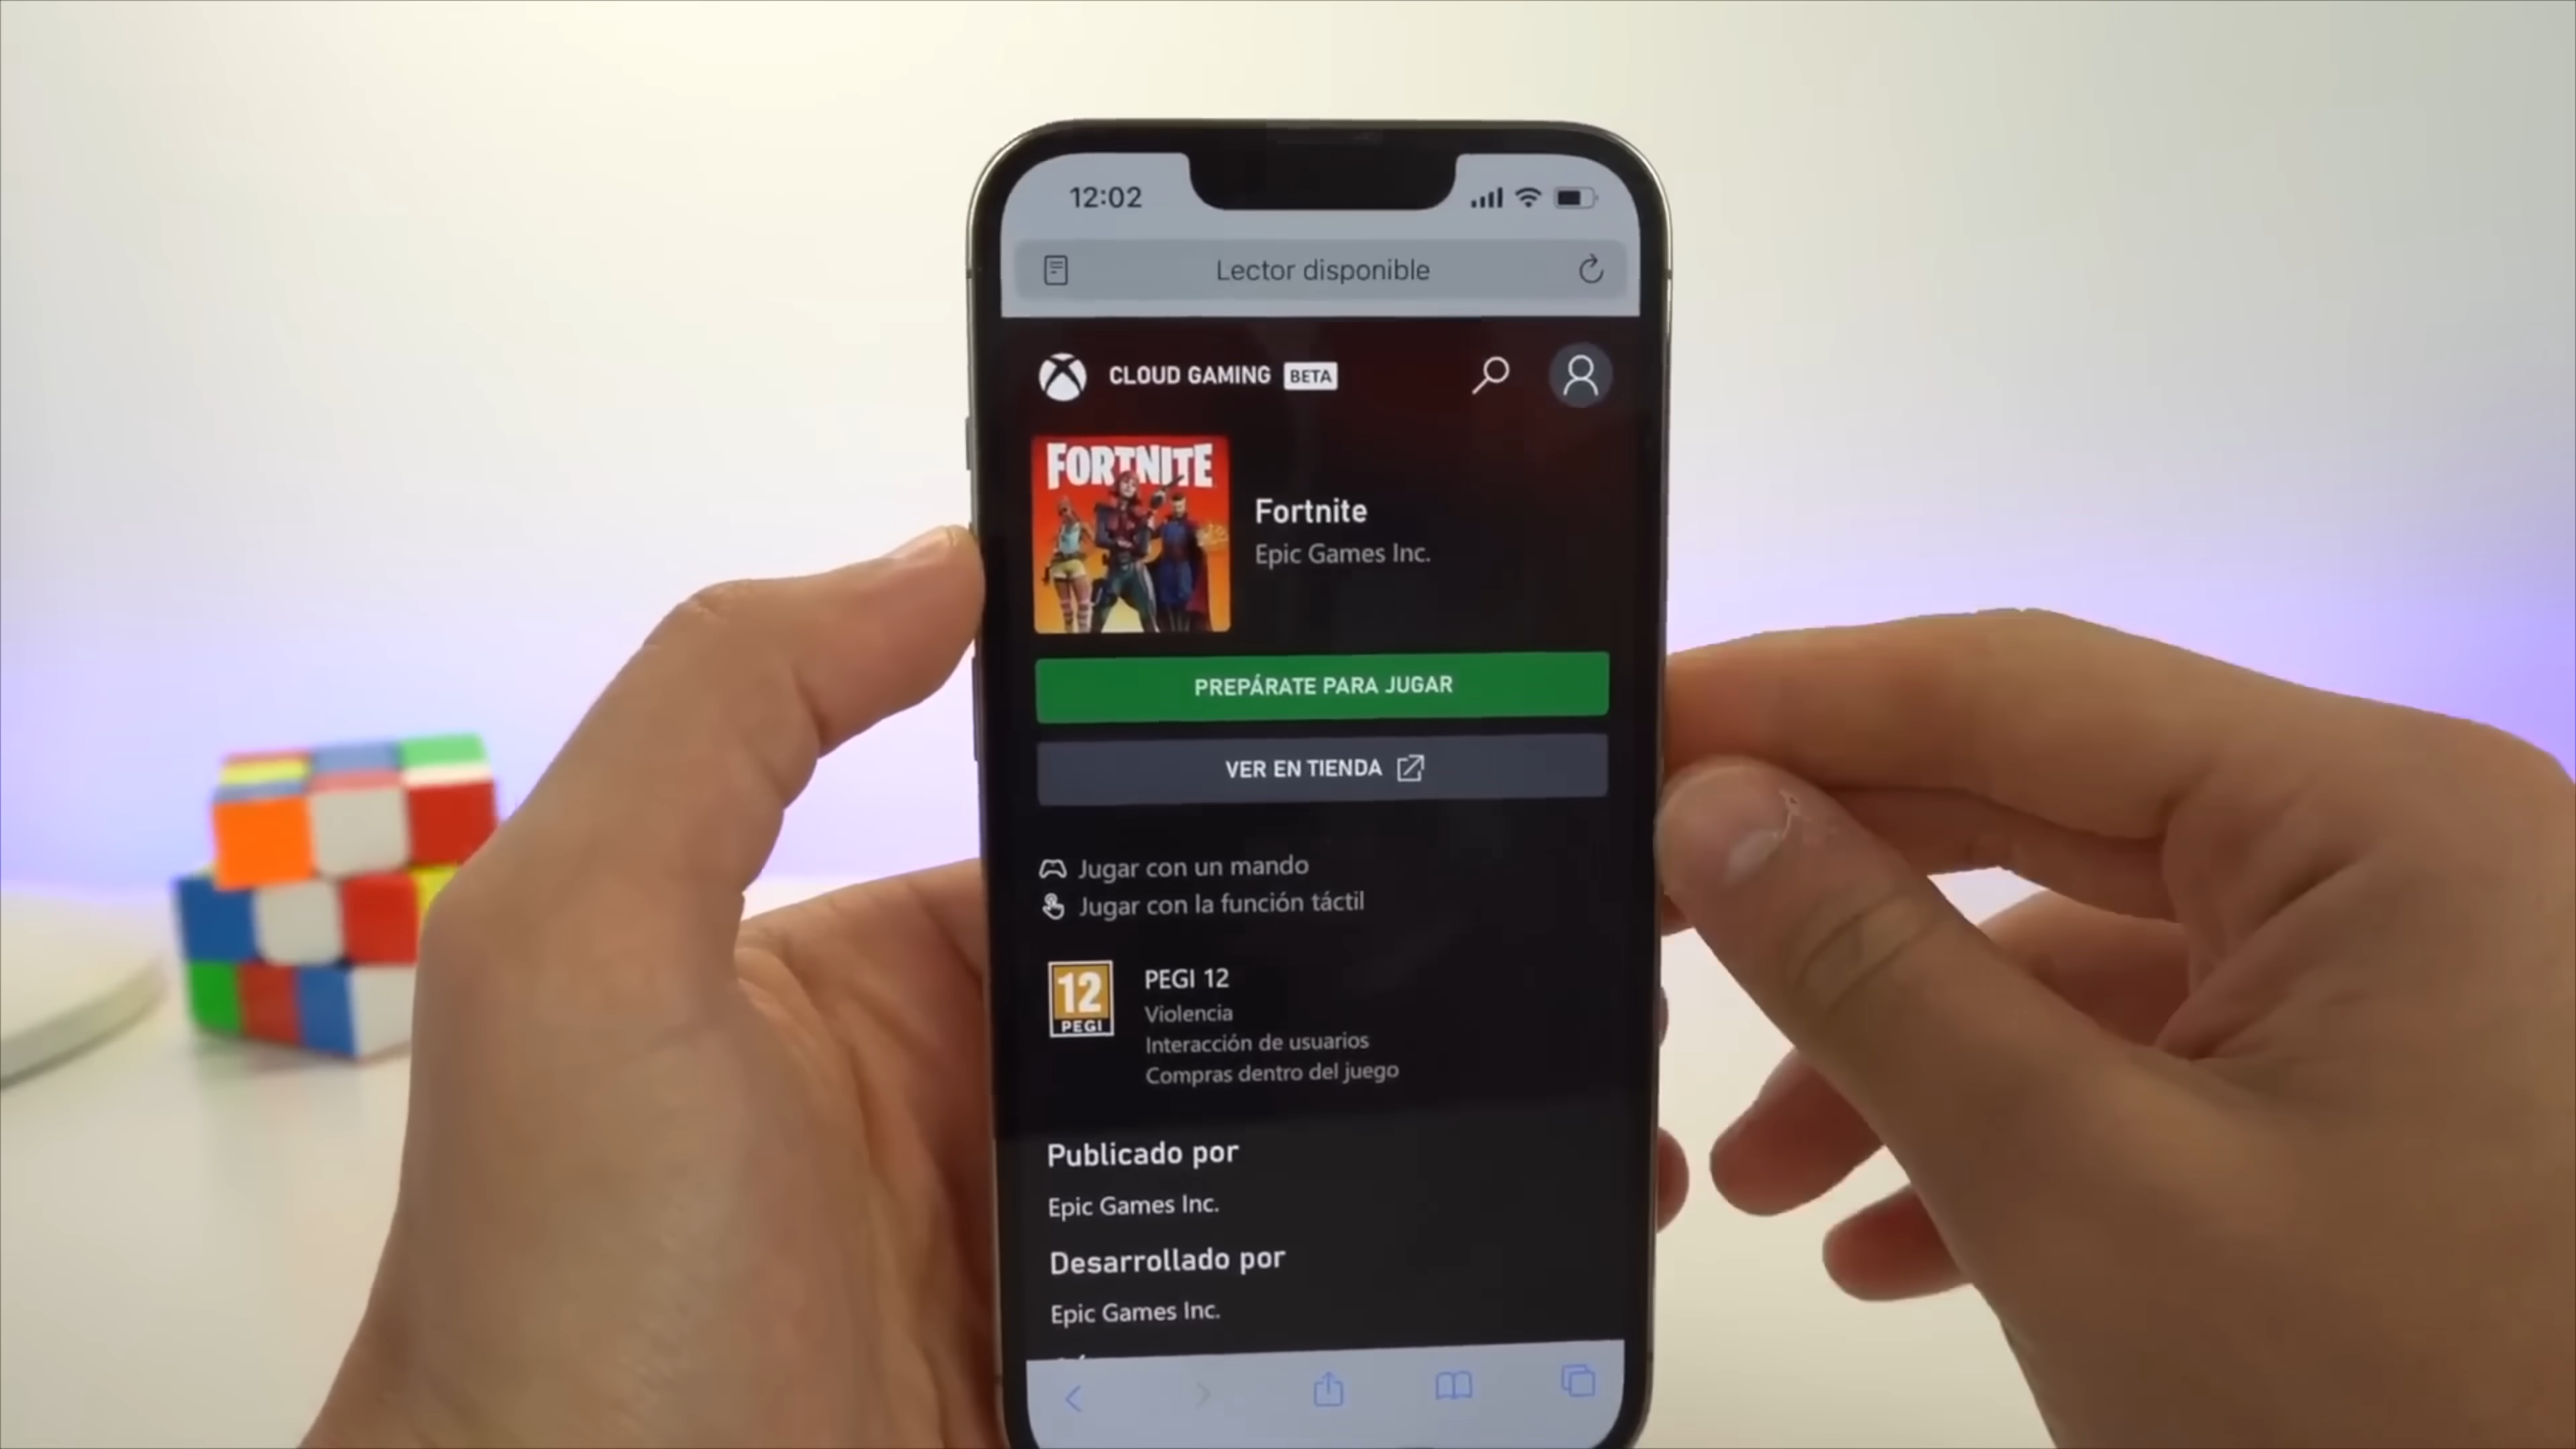 12:02
Lector disponible
CLOUD GAMING BETA
FORTNITE
Fortnite
Epic Games Inc.
PREPÁRATE PARA JUGAR
VER EN TIENDA
Jugar con un mando
Jugar con la función táctil
12
PEGI
PEGI 12
Violencia
Interacción de usuarios
Compras dentro del juego
Publicado por
Epic Games Inc.
Desarrollado por
Epic Games Inc.